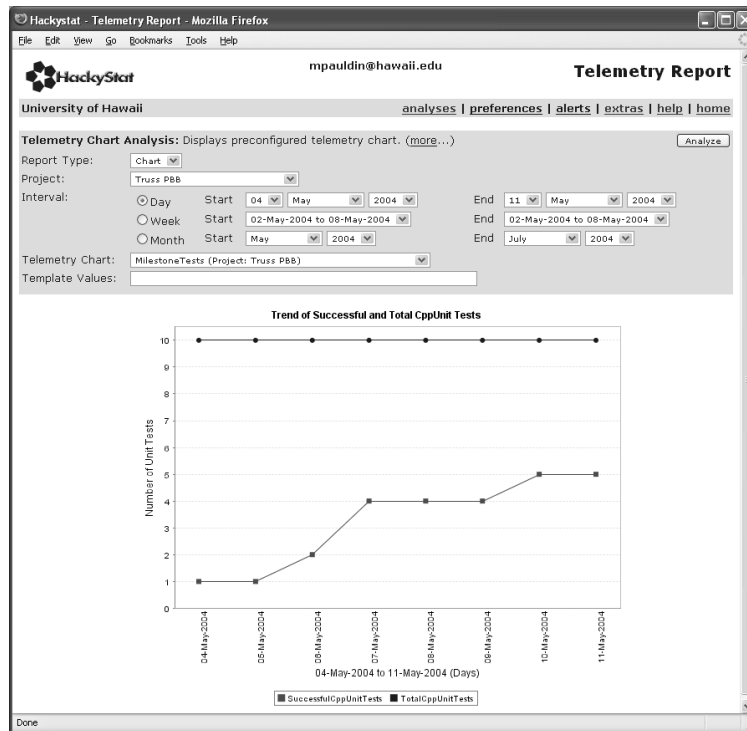 Hackystat - Telemetry Report - Mozilla Firefox
File Edit View Go Bookmarks Tools Help
HackyStat
mpauldin@hawaii.edu
Telemetry Report
University of Hawaii
analyses | preferences | alerts | extras | help | home
Telemetry Chart Analysis: Displays preconfigured telemetry chart. (more...)
Analyze
Report Type: Chart
Project: Truss PBB
Interval: Day Start 04 May 2004 End 11 May 2004
Week Start 02-May-2004 to 08-May-2004 End 02-May-2004 to 08-May-2004
Month Start May 2004 End July 2004
Telemetry Chart: MilestoneTests (Project: Truss PBB)
Template Values:
Trend of Successful and Total CppUnit Tests
Number of Unit Tests
10
9
8
7
6
5
4
3
2
1
0
04-May-2004
05-May-2004
06-May-2004
07-May-2004
08-May-2004
09-May-2004
10-May-2004
11-May-2004
04-May-2004 to 11-May-2004 (Days)
SuccessfulCppUnitTests TotalCppUnitTests
Done